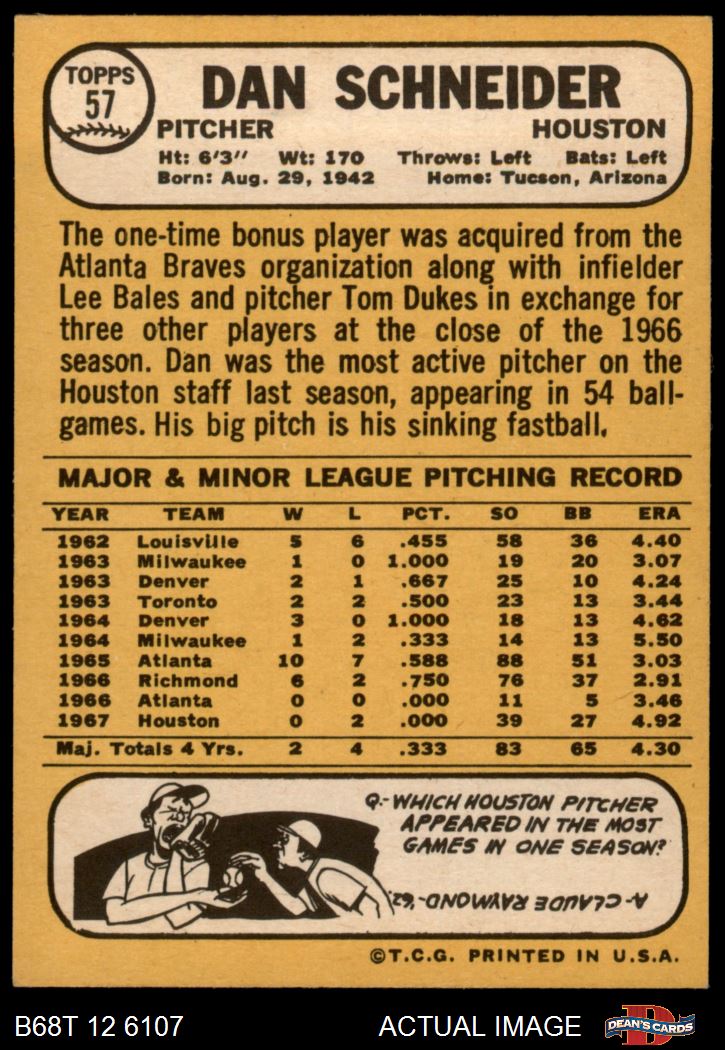 TOPPS
57
DAN SCHNEIDER
PITCHER HOUSTON
Ht: 6'3" Wt: 170 Throws: Left Bats: Left
Born: Aug. 29, 1942 Home: Tucson, Arizona
The one-time bonus player was acquired from the
Atlanta Braves organization along with infielder
Lee Bales and pitcher Tom Dukes in exchange for
three other players at the close of the 1966
season. Dan was the most active pitcher on the
Houston staff last season, appearing in 54 ball-
games. His big pitch is his sinking fastball.
MAJOR & MINOR LEAGUE PITCHING RECORD
YEAR TEAM W L PCT. SO BB ERA
1962 Louisville 5 6 .455 58 36 4.40
1963 Milwaukee 1 0 1.000 19 20 3.07
1963 Denver 2 1 .667 25 10 4.24
1963 Toronto 2 2 .500 23 13 3.44
1964 Denver 3 0 1.000 18 13 4.62
1964 Milwaukee 1 2 .333 14 13 5.50
1965 Atlanta 10 7 .588 88 51 3.03
1966 Richmond 6 2 .750 76 37 2.91
1966 Atlanta 0 0 .000 11 5 3.46
1967 Houston 0 2 .000 39 27 4.92
Maj. Totals 4 Yrs. 2 4 .333 83 65 4.30
Q.-WHICH HOUSTON PITCHER
APPEARED IN THE MOST
GAMES IN ONE SEASON?
A-CLAUDE RAYMOND-'62.
©T.C.G. PRINTED IN U.S.A.
B68T 12 6107 ACTUAL IMAGE
D
DEAN'S CARDS